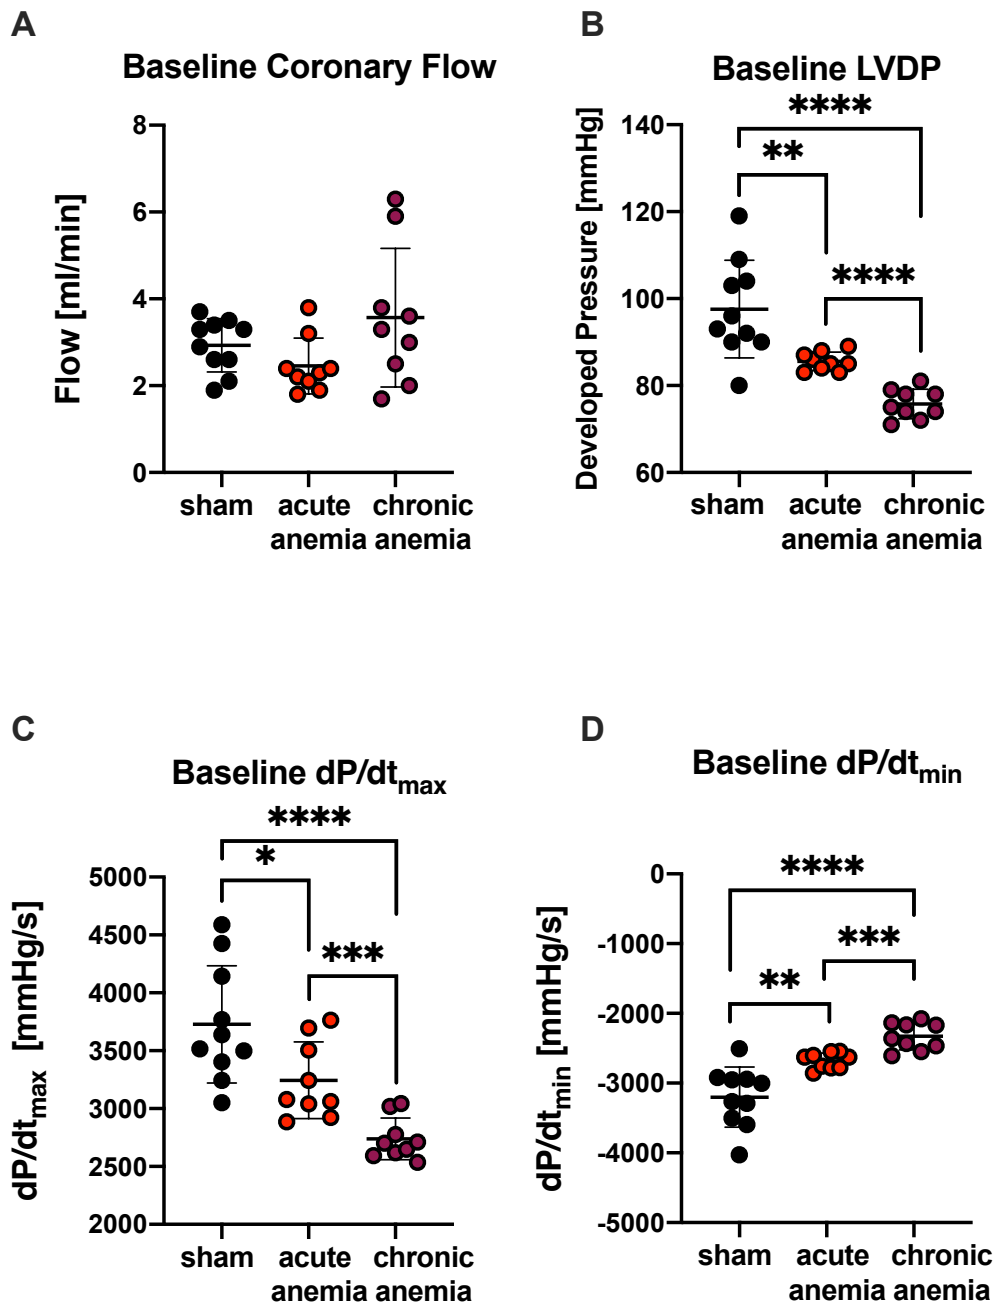 A
Baseline Coronary Flow
Flow [ml/min]
8
6
4
2
0
sham
acute anemia
chronic anemia
B
Baseline LVDP
Developed Pressure [mmHg]
****
**
****
140
120
100
80
60
sham
acute anemia
chronic anemia
C
Baseline dP/dtmax
dP/dtmax [mmHg/s]
****
*
***
5000
4500
4000
3500
3000
2500
2000
sham
acute anemia
chronic anemia
D
Baseline dP/dtmin
dP/dtmin [mmHg/s]
****
***
**
0
-1000
-2000
-3000
-4000
-5000
sham
acute anemia
chronic anemia